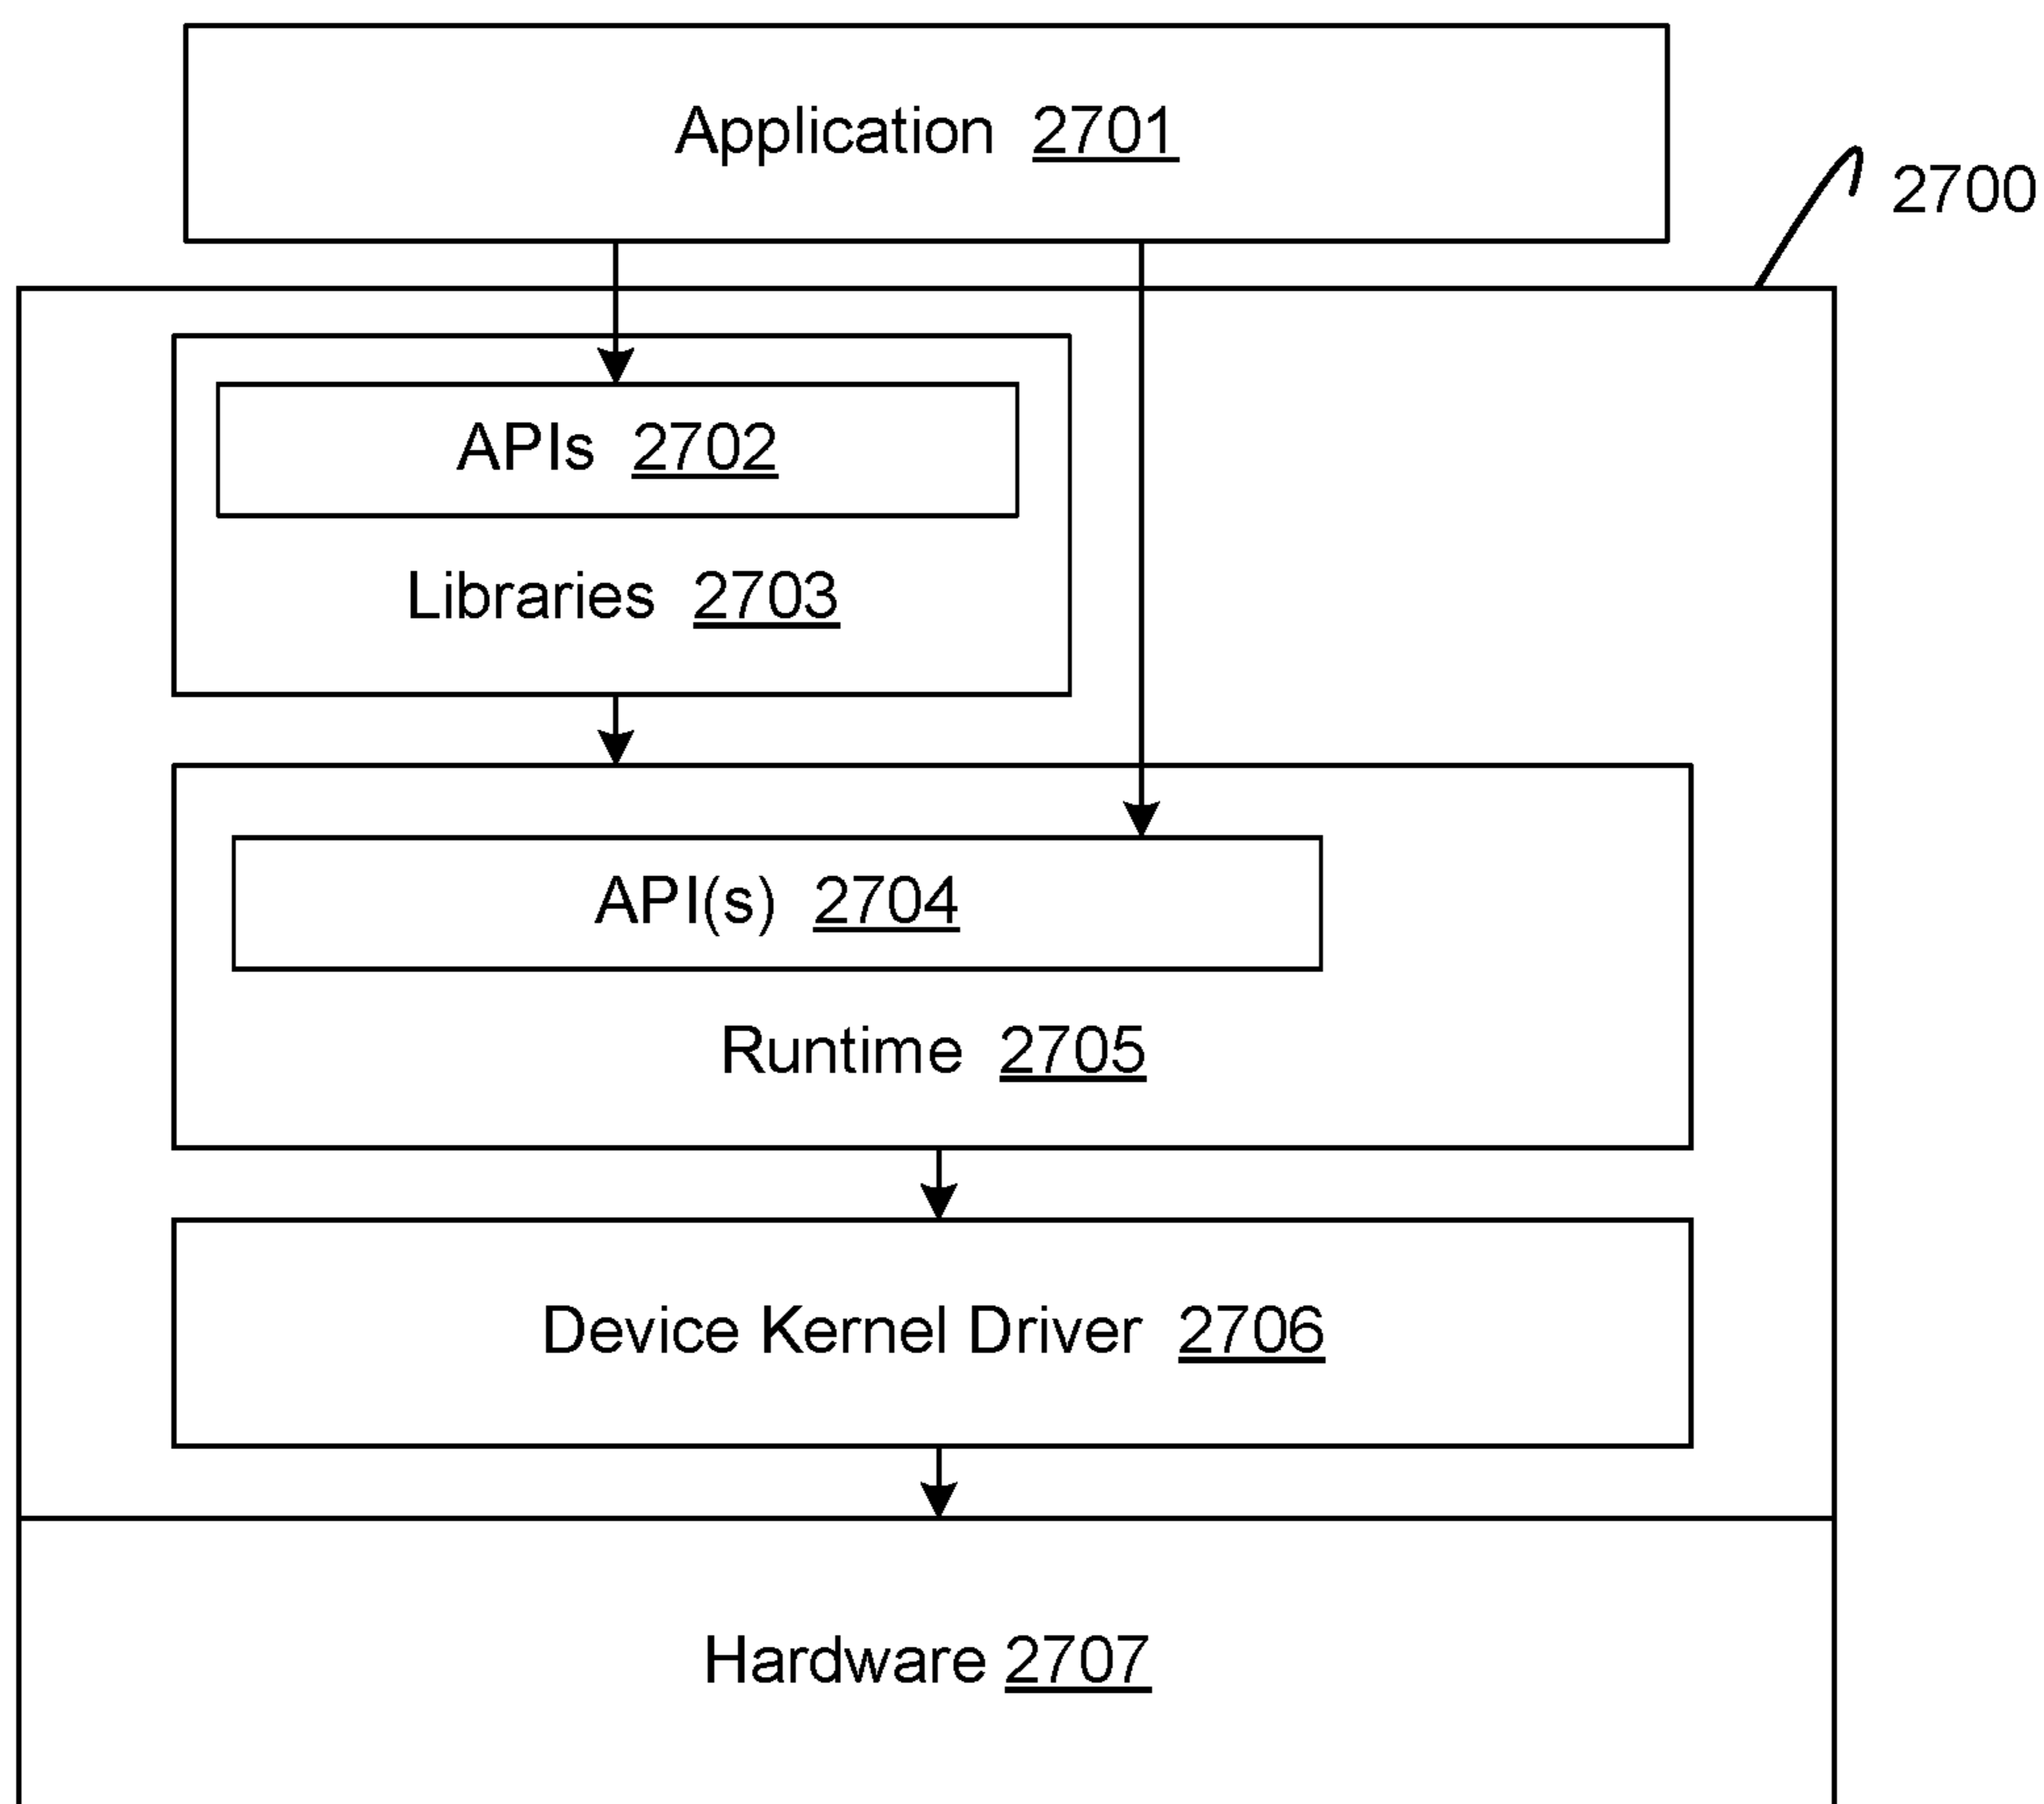 Application 2701
2700
APIs 2702
Libraries 2703
API(s) 2704
Runtime 2705
Device Kernel Driver 2706
Hardware 2707